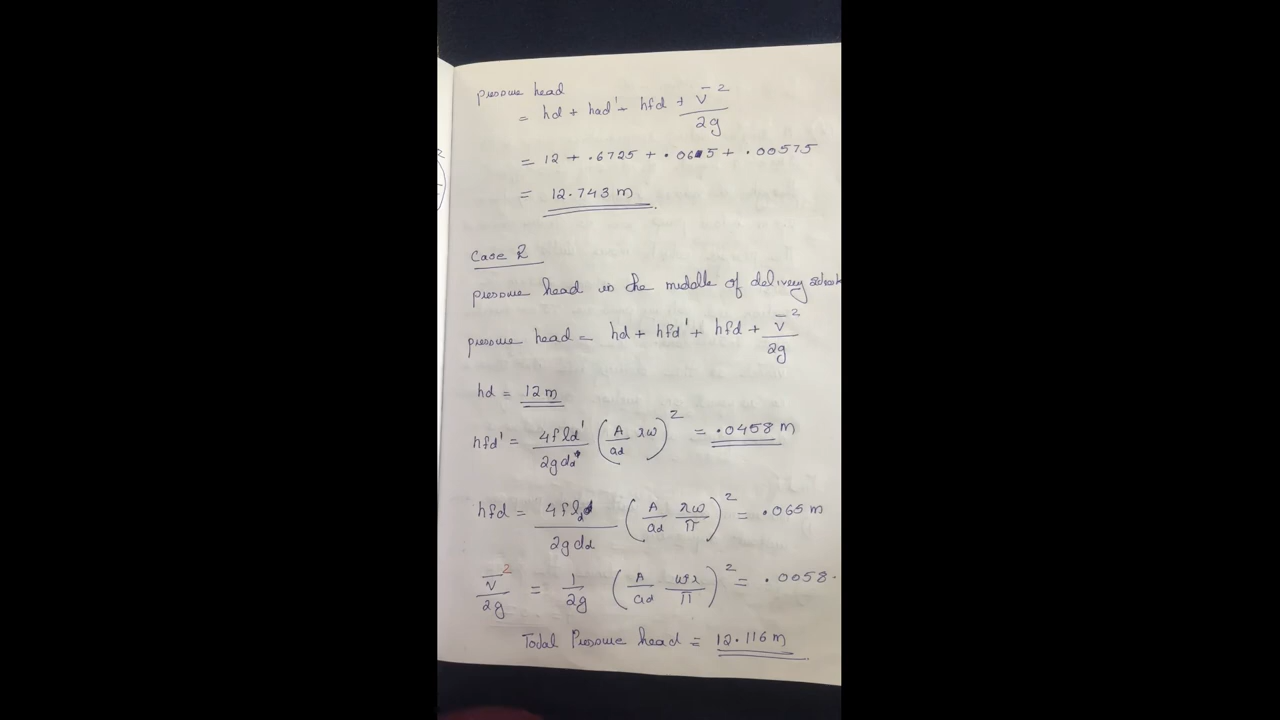 pressure head
= hd + had' + hfd + V̄²/2g
= 12 + .6725 + .065 + .00575
= 12.743 m
Case 2
pressure head in the middle of delivery
pressure head = hd + hfd' + hfd + V̄²/2g
hd = 12 m
hfd' = 4fld'/2gdd (A/ad rω)² = .0458 m
hfd = 4fld/2gdd (A/ad rω/π)² = .065 m
V̄²/2g = 1/2g (A/ad ωr/π)² = .0058.
Total Pressure head = 12.116 m